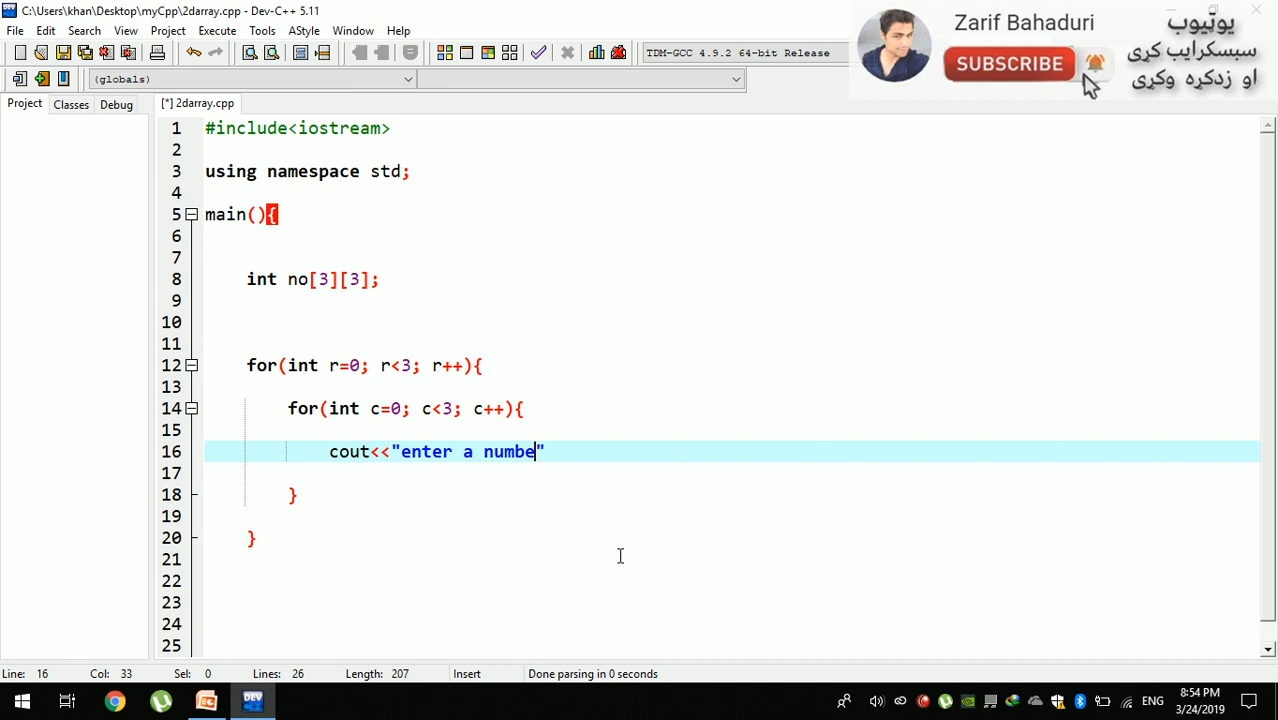 C:\Users\khan\Desktop\myCpp\2darray.cpp - Dev-C++ 5.11
File Edit Search View Project Execute Tools AStyle Window Help
TDM-GCC 4.9.2 64-bit Release
(globals)
Project Classes Debug [*] 2darray.cpp
Zarif Bahaduri
SUBSCRIBE
یوټیوب
سبسکرایب کړی
او زدکړه وکړی
1 #include<iostream>
2
3 using namespace std;
4
5 main(){
6
7
8 int no[3][3];
9
10
11
12 for(int r=0; r<3; r++){
13
14 for(int c=0; c<3; c++){
15
16 cout<<"enter a numbe"
17
18 }
19
20 }
21
22
23
24
25
Line: 16 Col: 33 Sel: 0 Lines: 26 Length: 207 Insert Done parsing in 0 seconds
DEV
ENG
8:54 PM
3/24/2019